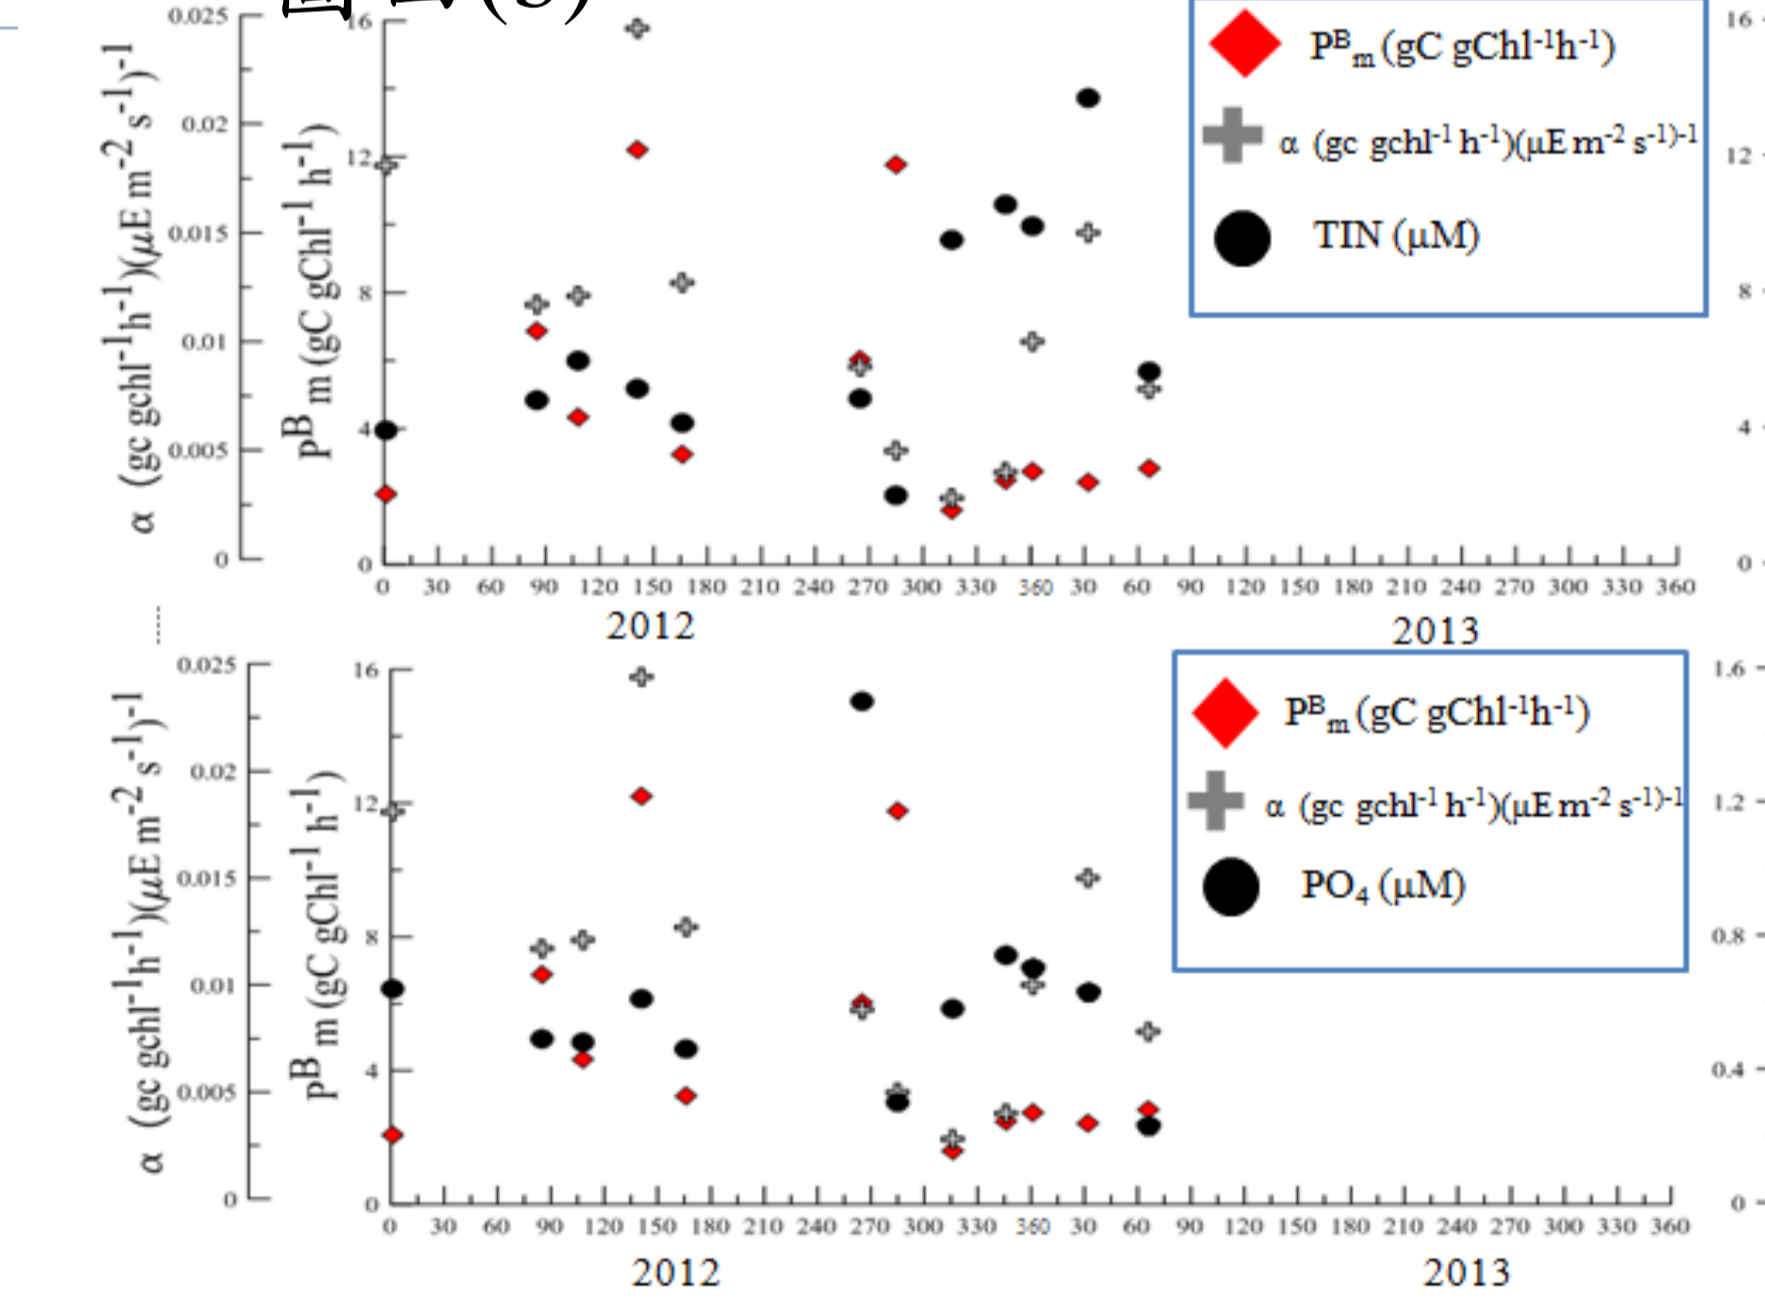 (3)
0.025
0.02
0.015
0.01
0.005
0
α (gc gchl⁻¹h⁻¹)(μE m⁻² s⁻¹)⁻¹
16
12
8
4
0
Pᴮm (gC gChl⁻¹ h⁻¹)
Pᴮm (gC gChl⁻¹h⁻¹)
α (gc gchl⁻¹ h⁻¹)(μE m⁻² s⁻¹)⁻¹
TIN (μM)
16
12
8
4
0
0 30 60 90 120 150 180 210 240 270 300 330 360 30 60 90 120 150 180 210 240 270 300 330 360
2012 2013
0.025
0.02
0.015
0.01
0.005
0
α (gc gchl⁻¹h⁻¹)(μE m⁻² s⁻¹)⁻¹
16
12
8
4
0
Pᴮm (gC gChl⁻¹ h⁻¹)
Pᴮm (gC gChl⁻¹h⁻¹)
α (gc gchl⁻¹ h⁻¹)(μE m⁻² s⁻¹)⁻¹
PO₄ (μM)
1.6
1.2
0.8
0.4
0
0 30 60 90 120 150 180 210 240 270 300 330 360 30 60 90 120 150 180 210 240 270 300 330 360
2012 2013